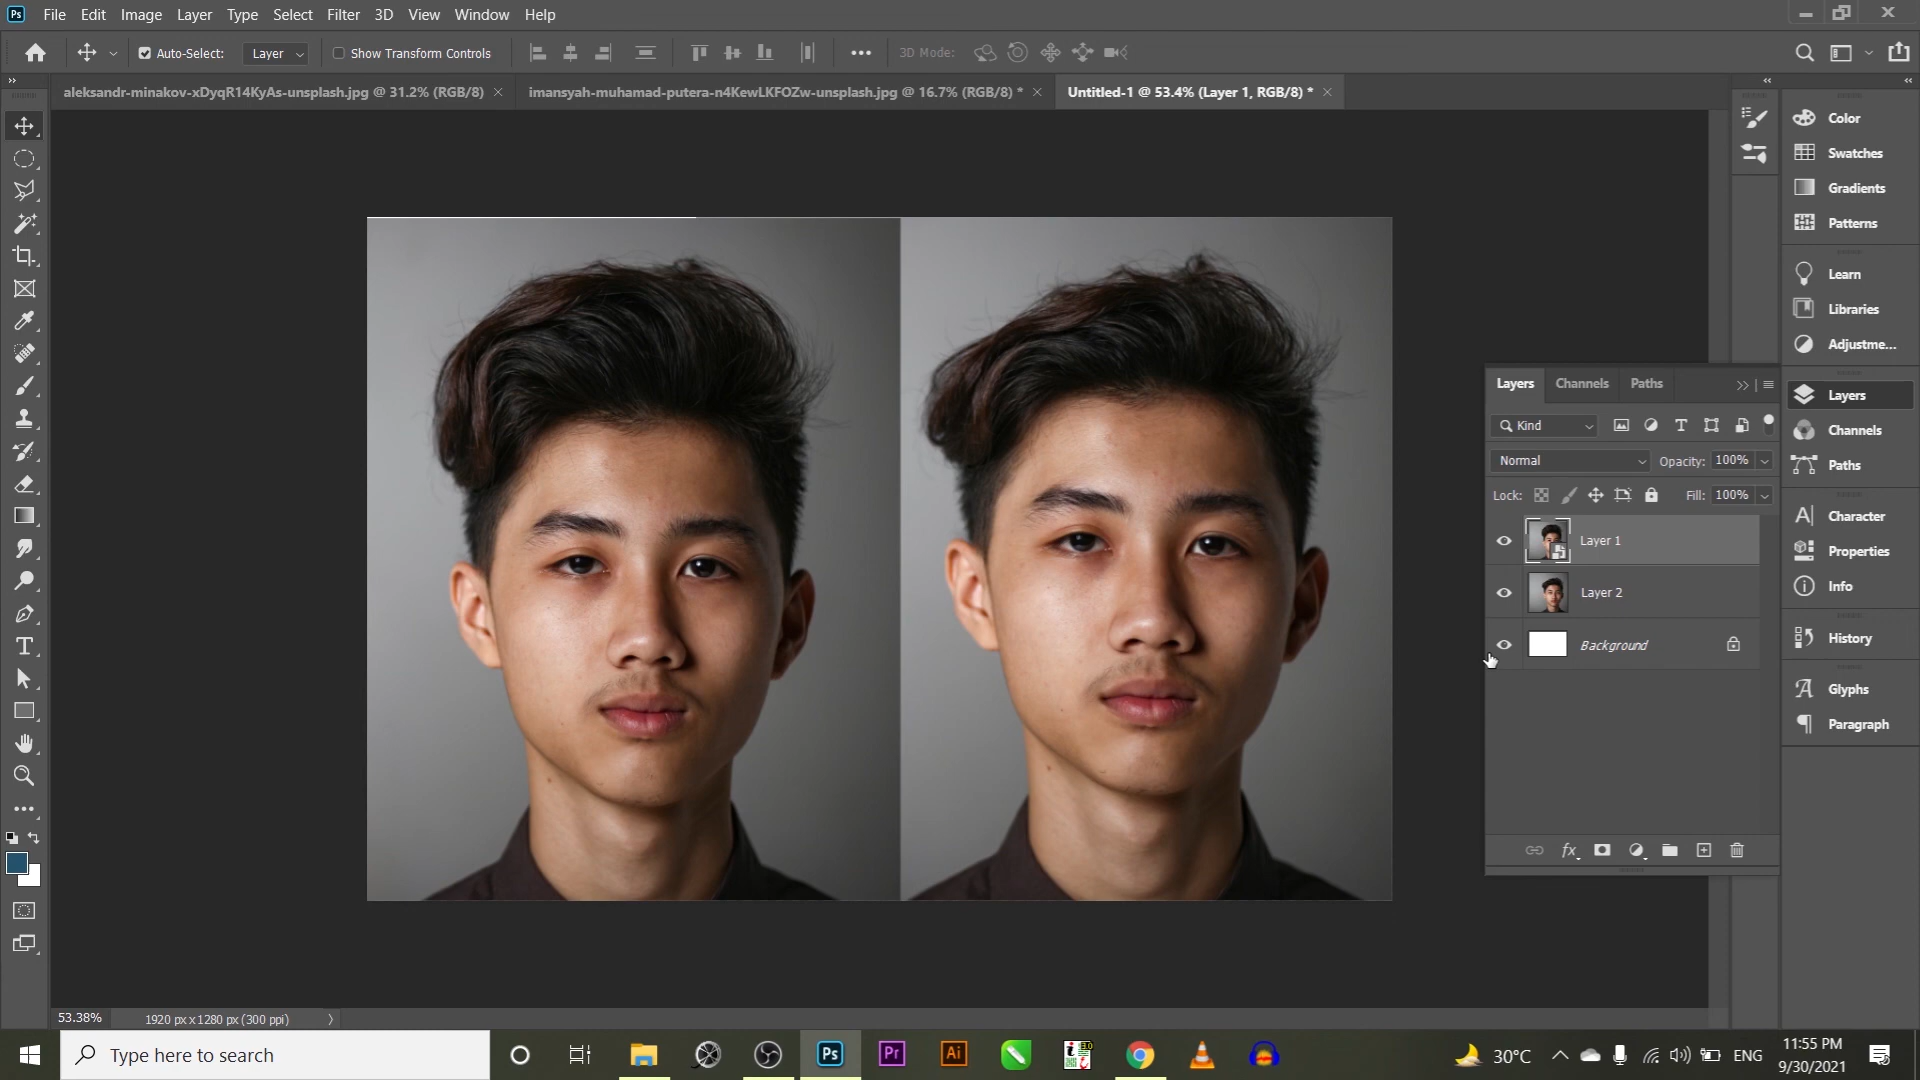 Ps File Edit Image Layer Type Select Filter 3D View Window Help
Auto-Select: Layer Show Transform Controls 3D Mode:
aleksandr-minakov-xDyqR14KyAs-unsplash.jpg @ 31.2% (RGB/8) × imansyah-muhamad-putera-n4KewLKFOZw-unsplash.jpg @ 16.7% (RGB/8) * × Untitled-1 @ 53.4% (Layer 1, RGB/8) * ×
Color
Swatches
Gradients
Patterns
Learn
Libraries
Adjustme...
Layers
Channels
Paths
Character
Properties
Info
History
Glyphs
Paragraph
Layers Channels Paths
Kind
Normal Opacity: 100%
Lock: Fill: 100%
Layer 1
Layer 2
Background
fx
53.38% 1920 px x 1280 px (300 ppi)
Type here to search
Ps Pr Ai
30°C ENG
11:55 PM
9/30/2021